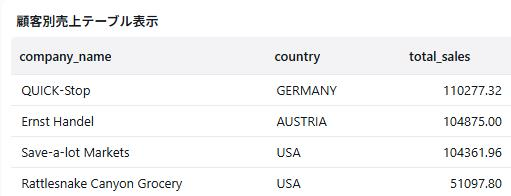 顧客別売上テーブル表示
company_name country total_sales
QUICK-Stop GERMANY 110277.32
Ernst Handel AUSTRIA 104875.00
Save-a-lot Markets USA 104361.96
Rattlesnake Canyon Grocery USA 51097.80